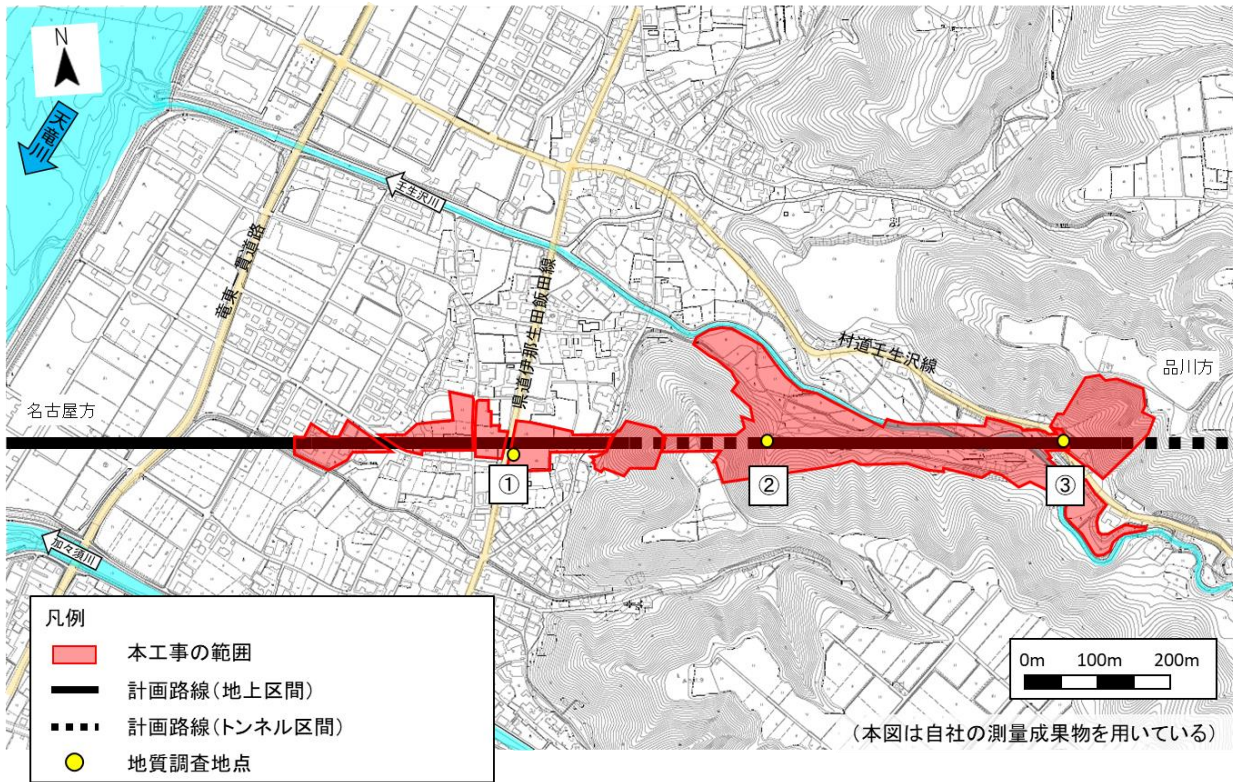 N
天竜川
壬生沢川
竜東一貫道路
県道伊那生田飯田線
村道壬生沢線
品川方
名古屋方
①
②
③
加々須川
凡例
本工事の範囲
計画路線(地上区間)
計画路線(トンネル区間)
地質調査地点
0m 100m 200m
(本図は自社の測量成果物を用いている)